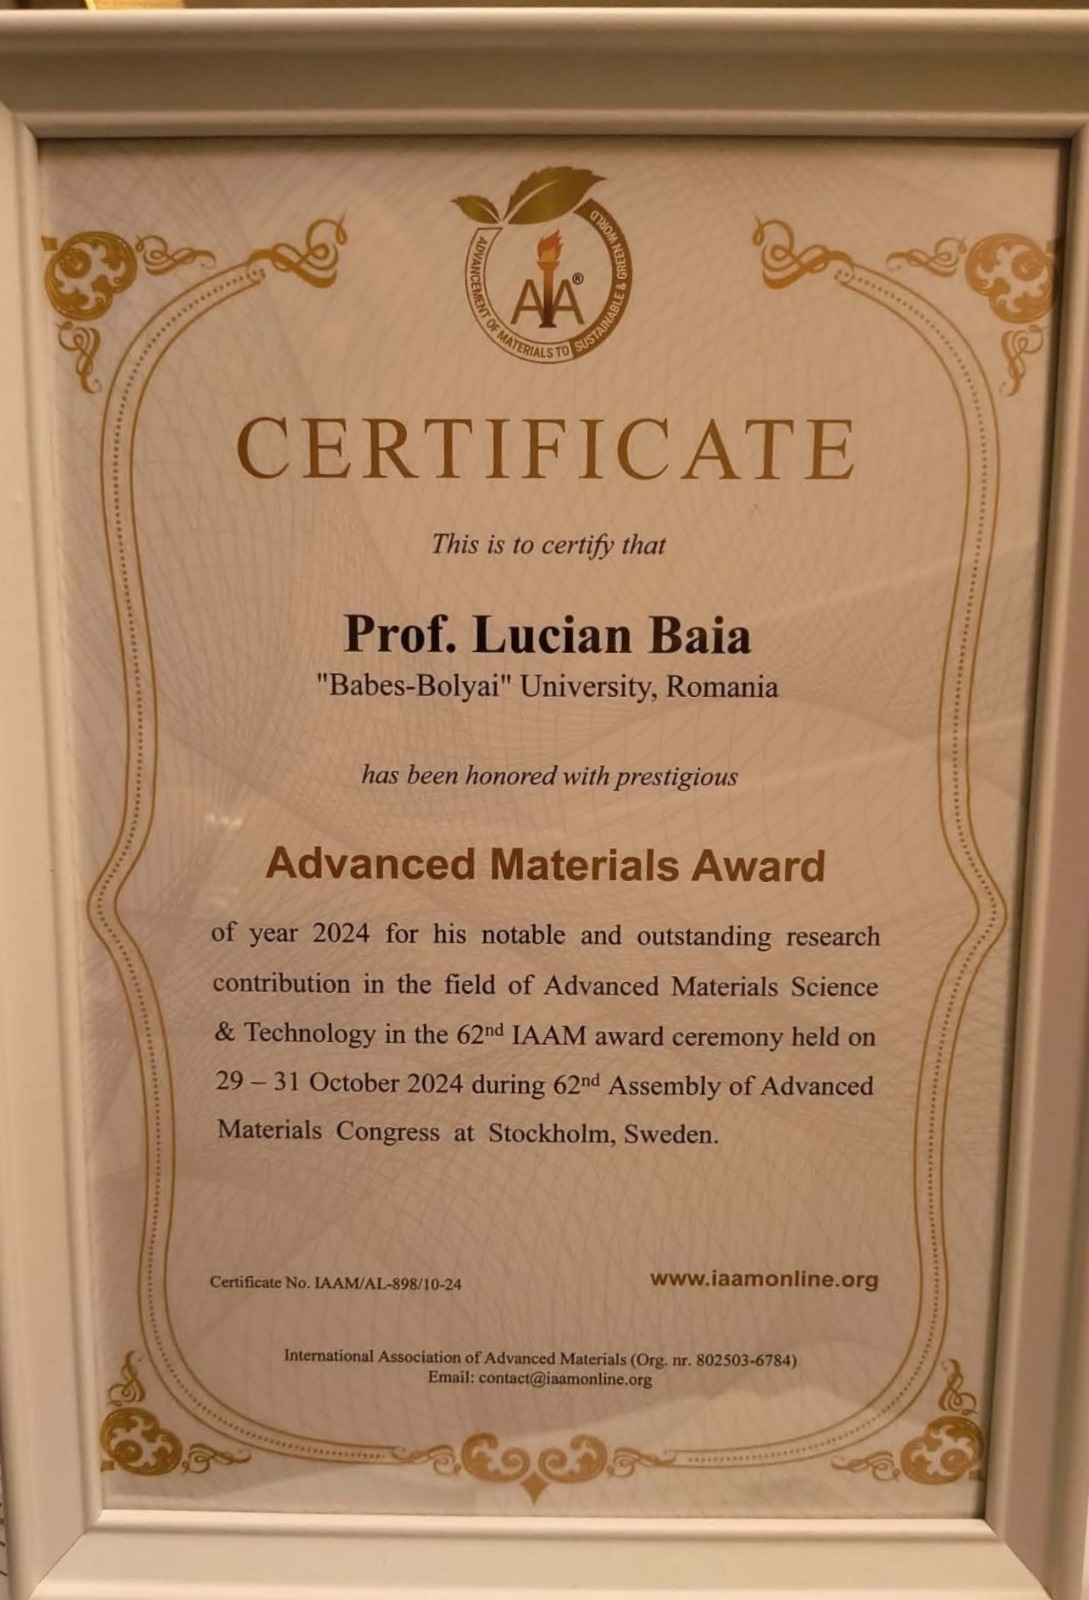 ADVANCEMENT OF MATERIALS TO SUSTAINABLE & GREEN WORLD
AA®
CERTIFICATE
This is to certify that
Prof. Lucian Baia
"Babes-Bolyai" University, Romania
has been honored with prestigious
Advanced Materials Award
of year 2024 for his notable and outstanding research
contribution in the field of Advanced Materials Science
& Technology in the 62nd IAAM award ceremony held on
29 – 31 October 2024 during 62nd Assembly of Advanced
Materials Congress at Stockholm, Sweden.
Certificate No. IAAM/AL-898/10-24
www.iaamonline.org
International Association of Advanced Materials (Org. nr. 802503-6784)
Email: contact@iaamonline.org